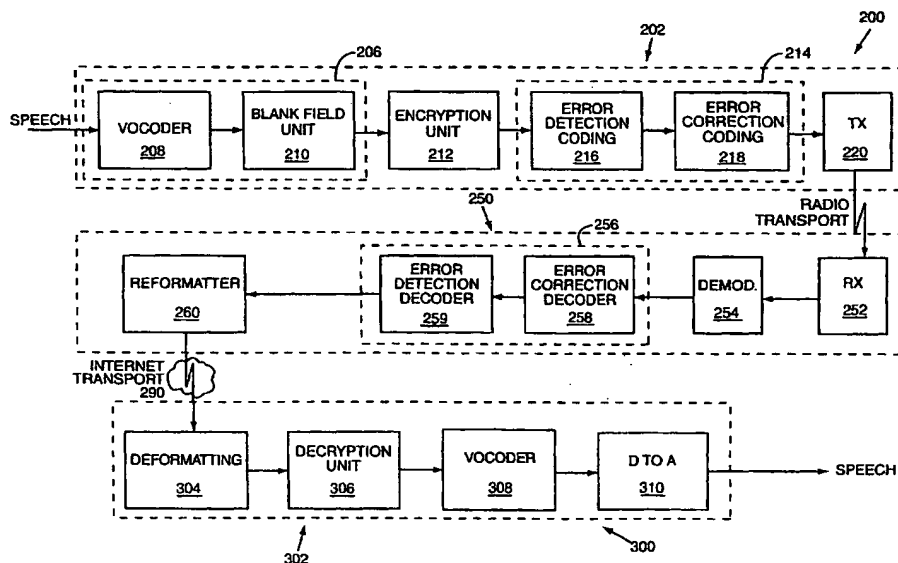 200
202
206
214
SPEECH
VOCODER
208
BLANK FIELD
UNIT
210
ENCRYPTION
UNIT
212
ERROR
DETECTION
CODING
216
ERROR
CORRECTION
CODING
218
TX
220
RADIO
TRANSPORT
250
256
REFORMATTER
260
ERROR
DETECTION
DECODER
259
ERROR
CORRECTION
DECODER
258
DEMOD.
254
RX
252
INTERNET
TRANSPORT
290
DEFORMATTING
304
DECRYPTION
UNIT
306
VOCODER
308
D TO A
310
SPEECH
302
300